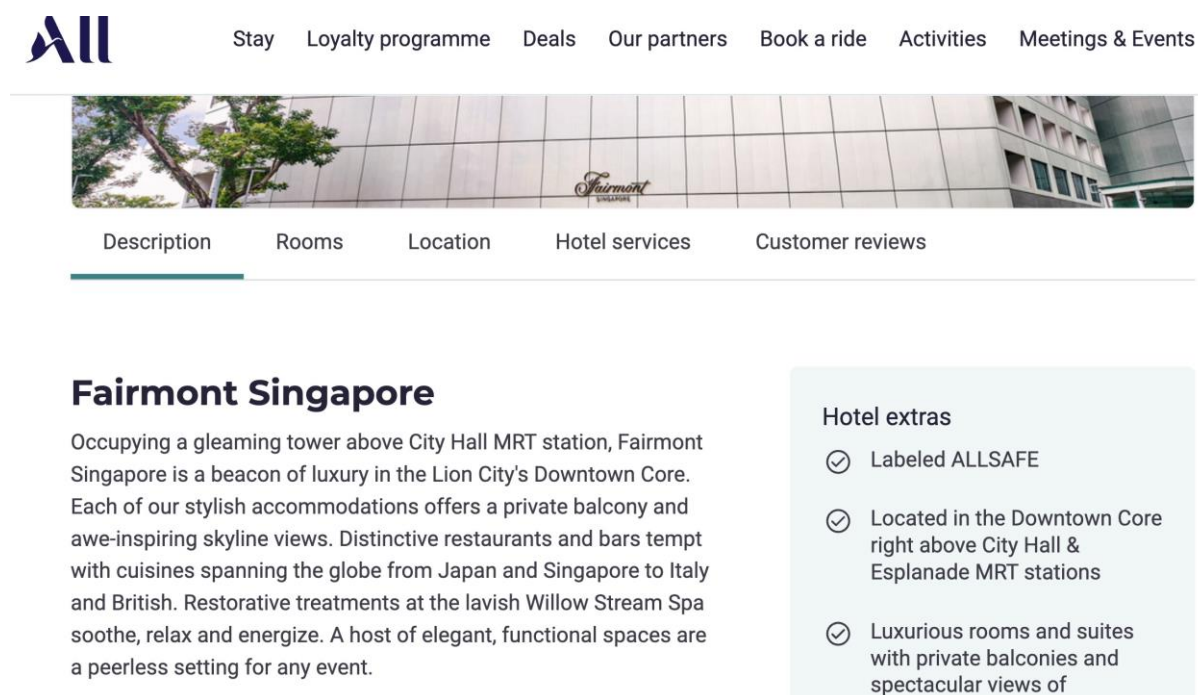 All
Stay Loyalty programme Deals Our partners Book a ride Activities Meetings & Events
Fairmont
SINGAPORE
Description Rooms Location Hotel services Customer reviews
Fairmont Singapore
Occupying a gleaming tower above City Hall MRT station, Fairmont
Singapore is a beacon of luxury in the Lion City's Downtown Core.
Each of our stylish accommodations offers a private balcony and
awe-inspiring skyline views. Distinctive restaurants and bars tempt
with cuisines spanning the globe from Japan and Singapore to Italy
and British. Restorative treatments at the lavish Willow Stream Spa
soothe, relax and energize. A host of elegant, functional spaces are
a peerless setting for any event.
Hotel extras
Labeled ALLSAFE
Located in the Downtown Core
right above City Hall &
Esplanade MRT stations
Luxurious rooms and suites
with private balconies and
spectacular views of